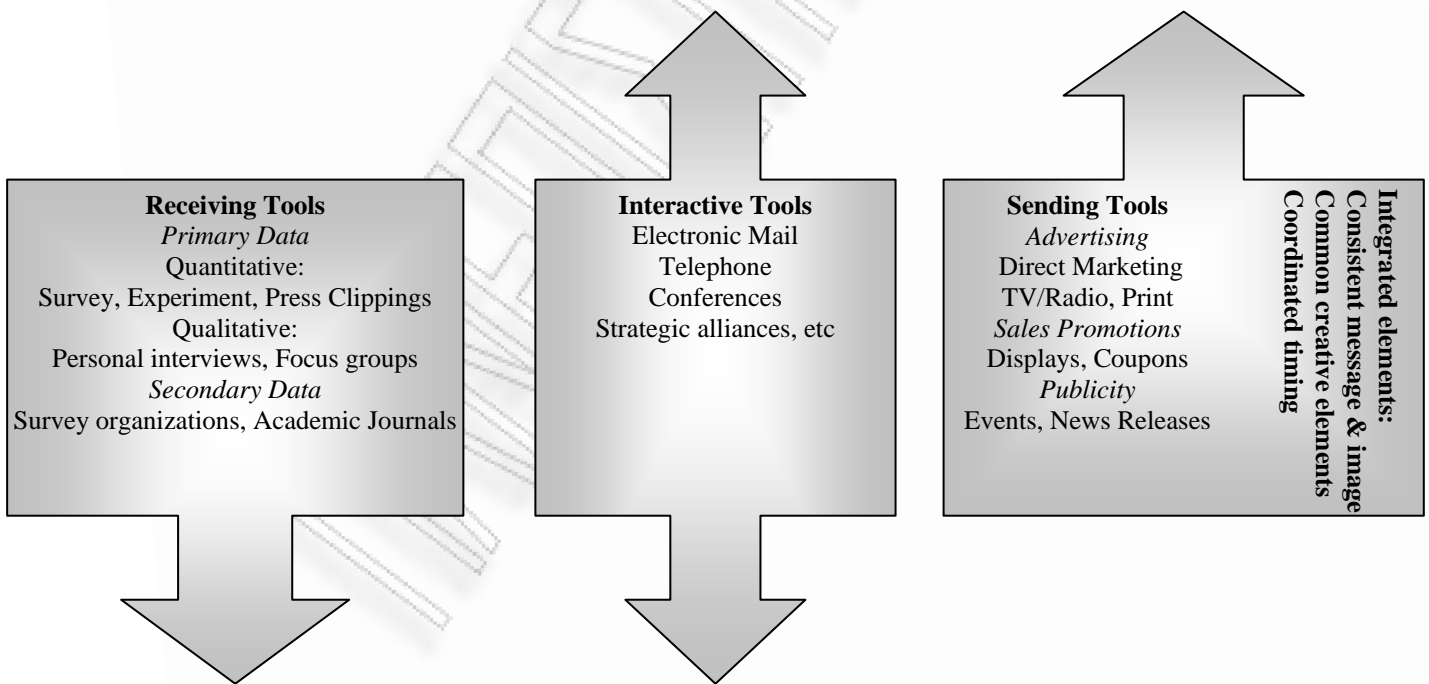 Receiving Tools
Primary Data
Quantitative:
Survey, Experiment, Press Clippings
Qualitative:
Personal interviews, Focus groups
Secondary Data
Survey organizations, Academic Journals
Interactive Tools
Electronic Mail
Telephone
Conferences
Strategic alliances, etc
Sending Tools
Advertising
Direct Marketing
TV/Radio, Print
Sales Promotions
Displays, Coupons
Publicity
Events, News Releases
Integrated elements:
Consistent message & image
Common creative elements
Coordinated timing